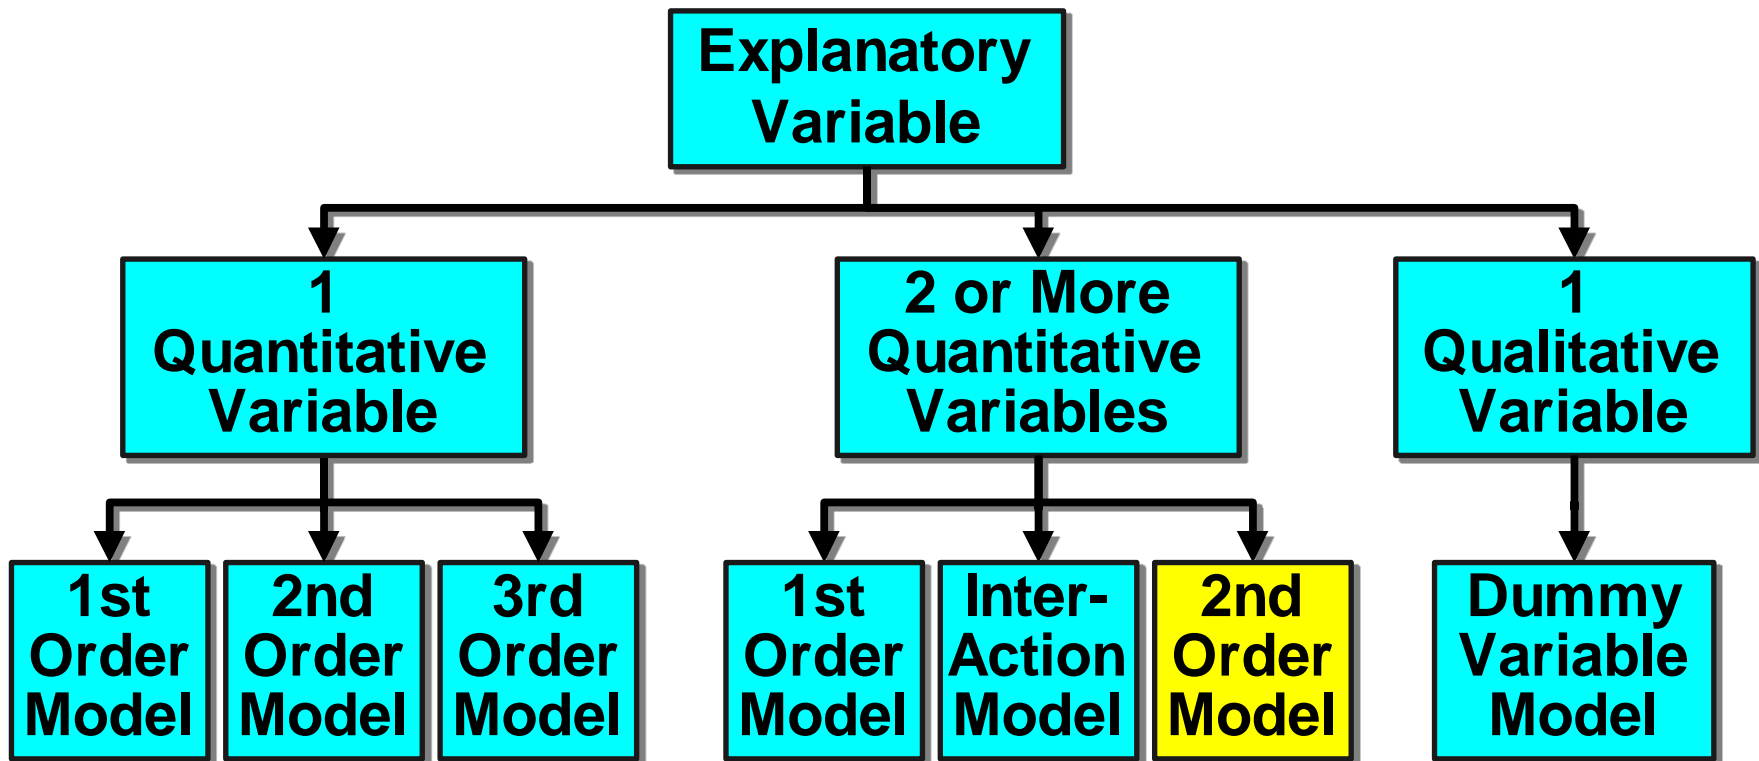 Explanatory
Variable
1
Quantitative
Variable
2 or More
Quantitative
Variables
1
Qualitative
Variable
1st
Order
Model
2nd
Order
Model
3rd
Order
Model
1st
Order
Model
Inter-
Action
Model
2nd
Order
Model
Dummy
Variable
Model